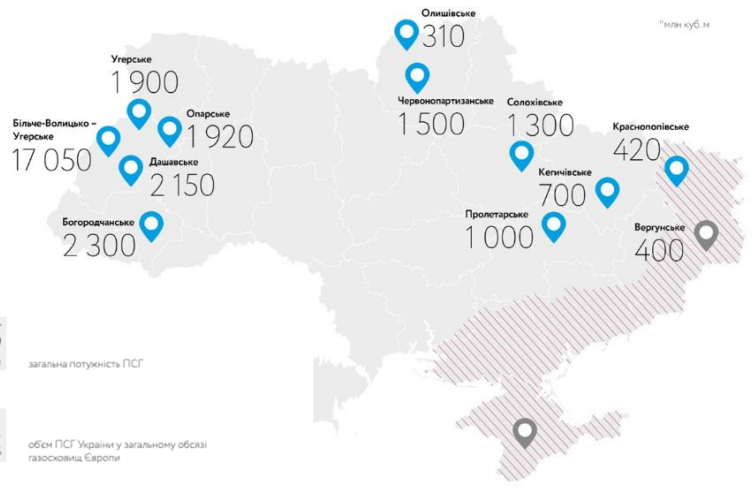 Олишівське
310
*млн куб. м
Угерське
1 900
Більче-Волицько –
Угерське
17 050
Опарське
1 920
Дашавське
2 150
Богородчанське
2 300
Червонопартизанське
1 500
Солохівське
1 300
Краснопопівське
420
Кегичівське
700
Пролетарське
1 000
Вергунське
400
загальна потужність ПСГ
об'єм ПСГ України у загальному обсязі
газосховищ Європи